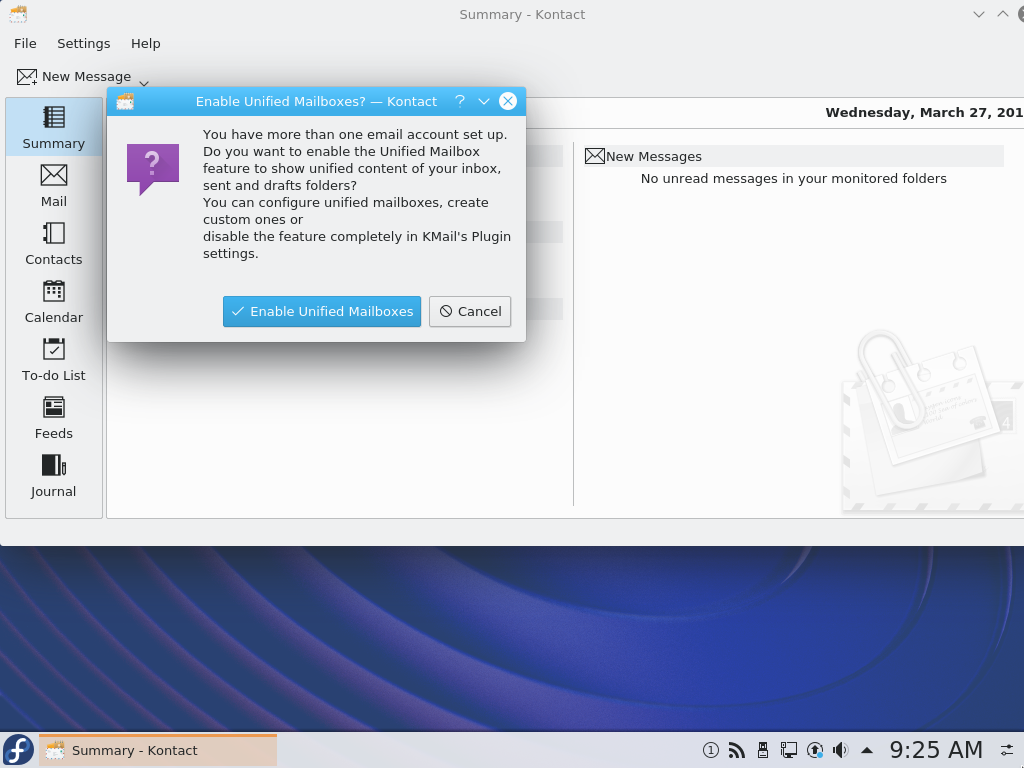 Summary - Kontact
File Settings Help
New Message
Enable Unified Mailboxes? — Kontact ?
Wednesday, March 27, 201
You have more than one email account set up.
Do you want to enable the Unified Mailbox
feature to show unified content of your inbox,
sent and drafts folders?
You can configure unified mailboxes, create
custom ones or
disable the feature completely in KMail's Plugin
settings.
Enable Unified Mailboxes Cancel
Summary
Mail
Contacts
Calendar
To-do List
Feeds
Journal
New Messages
No unread messages in your monitored folders
4
Summary - Kontact
1
9:25 AM